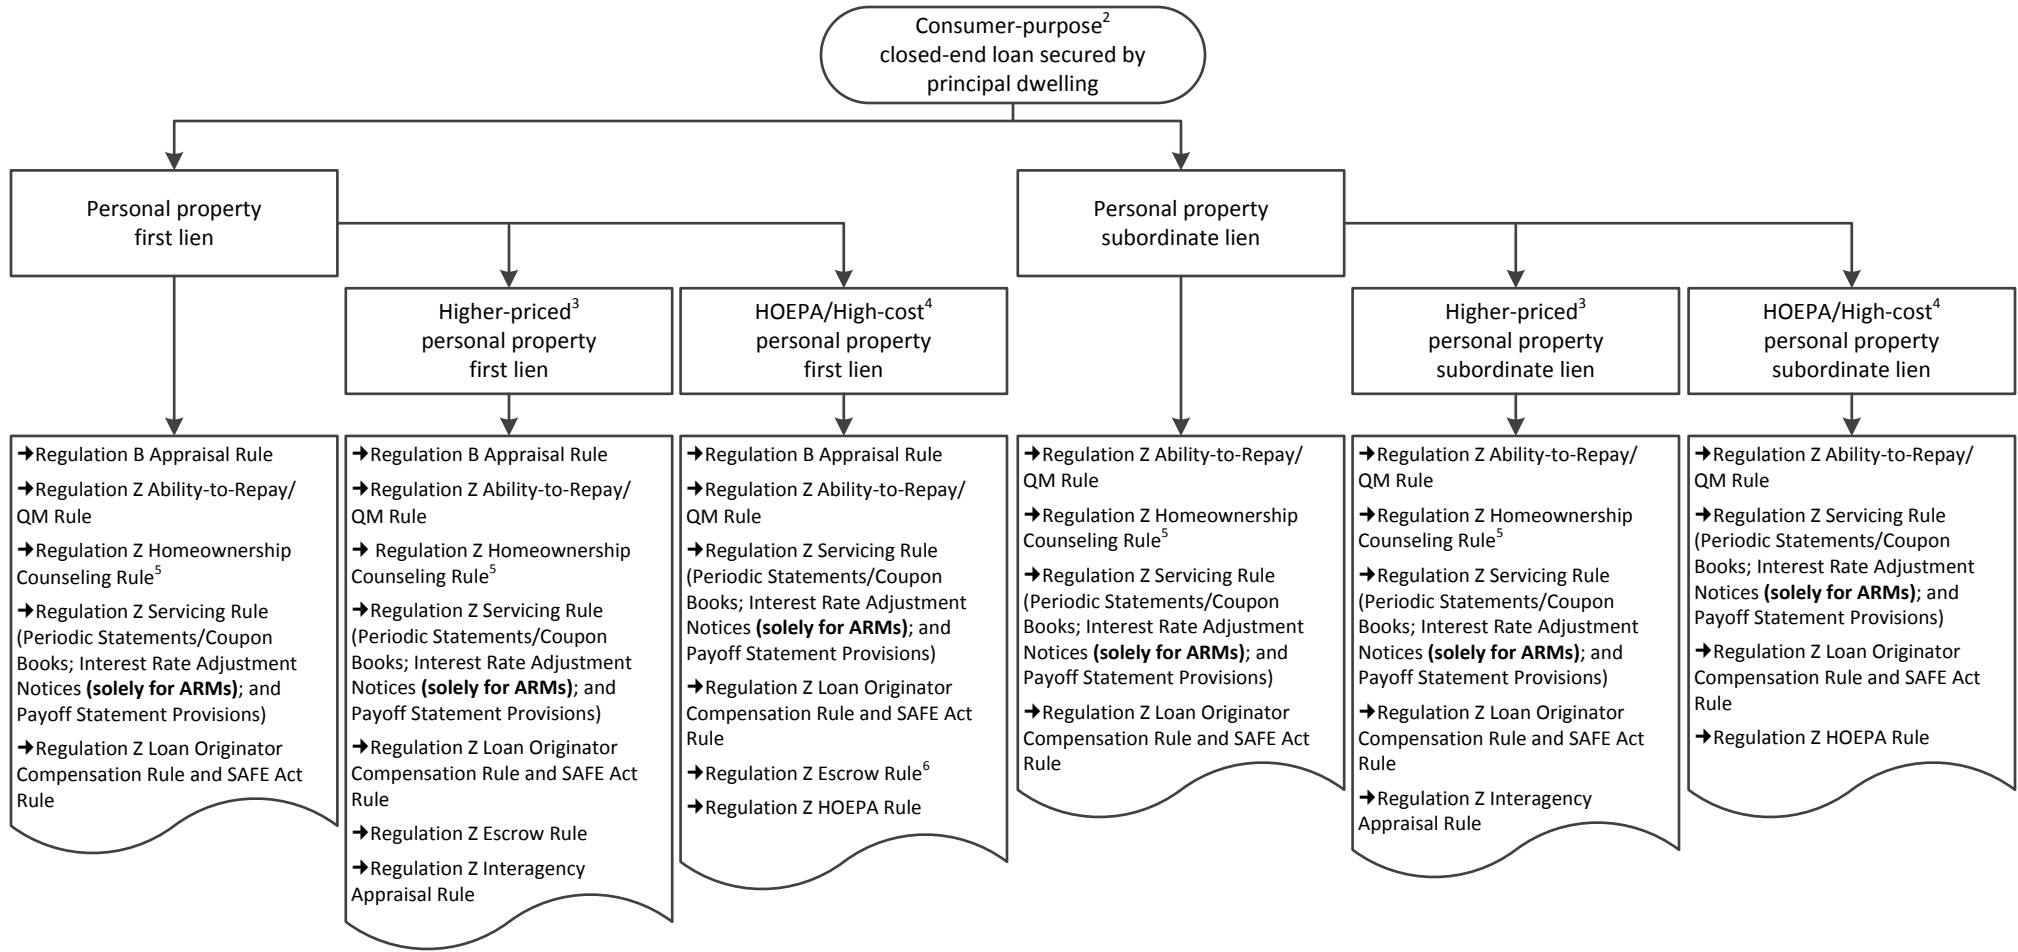 Consumer-purpose2
closed-end loan secured by
principal dwelling
Personal property
first lien
Personal property
subordinate lien
Higher-priced3
personal property
first lien
HOEPA/High-cost4
personal property
first lien
Higher-priced3
personal property
subordinate lien
HOEPA/High-cost4
personal property
subordinate lien
➔Regulation B Appraisal Rule
➔Regulation Z Ability-to-Repay/
QM Rule
➔Regulation Z Homeownership
Counseling Rule5
➔Regulation Z Servicing Rule
(Periodic Statements/Coupon
Books; Interest Rate Adjustment
Notices (solely for ARMs); and
Payoff Statement Provisions)
➔Regulation Z Loan Originator
Compensation Rule and SAFE Act
Rule
➔Regulation B Appraisal Rule
➔Regulation Z Ability-to-Repay/
QM Rule
➔ Regulation Z Homeownership
Counseling Rule5
➔Regulation Z Servicing Rule
(Periodic Statements/Coupon
Books; Interest Rate Adjustment
Notices (solely for ARMs); and
Payoff Statement Provisions)
➔Regulation Z Loan Originator
Compensation Rule and SAFE Act
Rule
➔Regulation Z Escrow Rule
➔Regulation Z Interagency
Appraisal Rule
➔Regulation B Appraisal Rule
➔Regulation Z Ability-to-Repay/
QM Rule
➔Regulation Z Servicing Rule
(Periodic Statements/Coupon
Books; Interest Rate Adjustment
Notices (solely for ARMs); and
Payoff Statement Provisions)
➔Regulation Z Loan Originator
Compensation Rule and SAFE Act
Rule
➔Regulation Z Escrow Rule6
➔Regulation Z HOEPA Rule
➔Regulation Z Ability-to-Repay/
QM Rule
➔Regulation Z Homeownership
Counseling Rule5
➔Regulation Z Servicing Rule
(Periodic Statements/Coupon
Books; Interest Rate Adjustment
Notices (solely for ARMs); and
Payoff Statement Provisions)
➔Regulation Z Loan Originator
Compensation Rule and SAFE Act
Rule
➔Regulation Z Ability-to-Repay/
QM Rule
➔Regulation Z Homeownership
Counseling Rule5
➔Regulation Z Servicing Rule
(Periodic Statements/Coupon
Books; Interest Rate Adjustment
Notices (solely for ARMs); and
Payoff Statement Provisions)
➔Regulation Z Loan Originator
Compensation Rule and SAFE Act
Rule
➔Regulation Z Interagency
Appraisal Rule
➔Regulation Z Ability-to-Repay/
QM Rule
➔Regulation Z Servicing Rule
(Periodic Statements/Coupon
Books; Interest Rate Adjustment
Notices (solely for ARMs); and
Payoff Statement Provisions)
➔Regulation Z Loan Originator
Compensation Rule and SAFE Act
Rule
➔Regulation Z HOEPA Rule